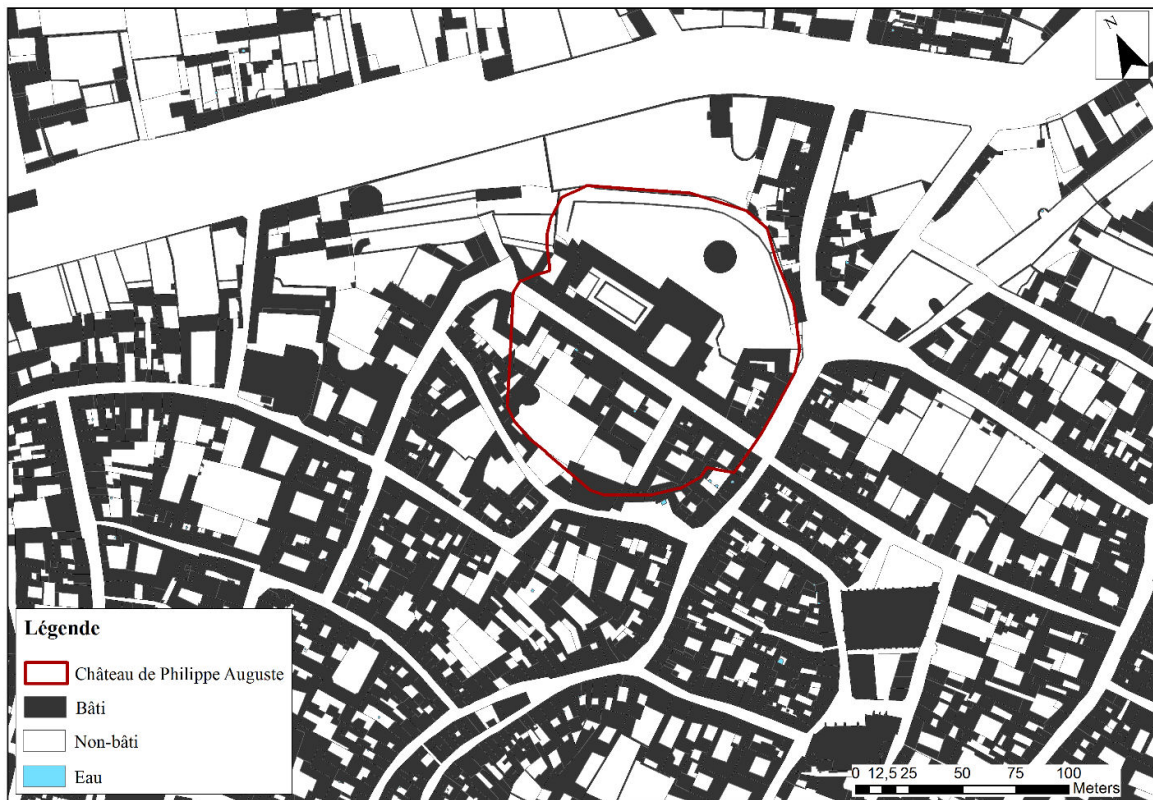 N
Légende
Château de Philippe Auguste
Bâti
Non-bâti
Eau
0 12,5 25 50 75 100
Meters